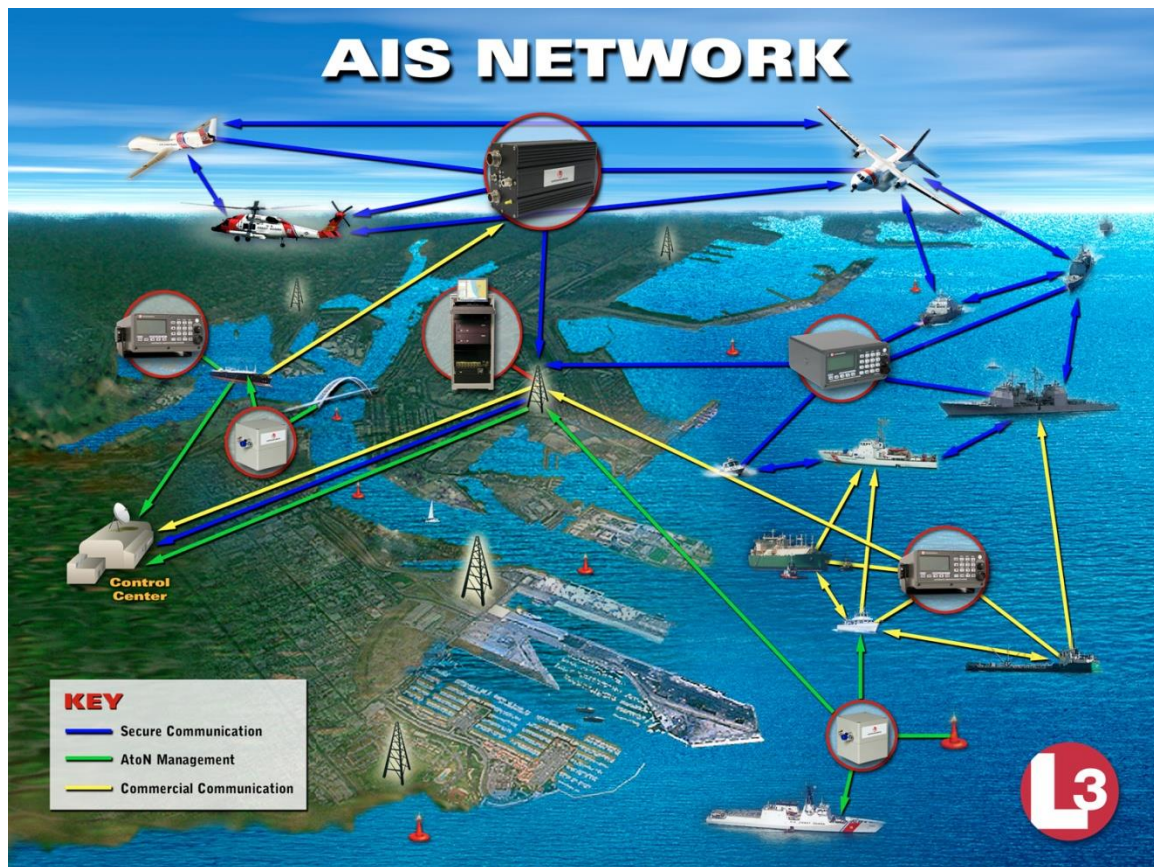 AIS NETWORK
Control
Center
KEY
Secure Communication
AtoN Management
Commercial Communication
L3